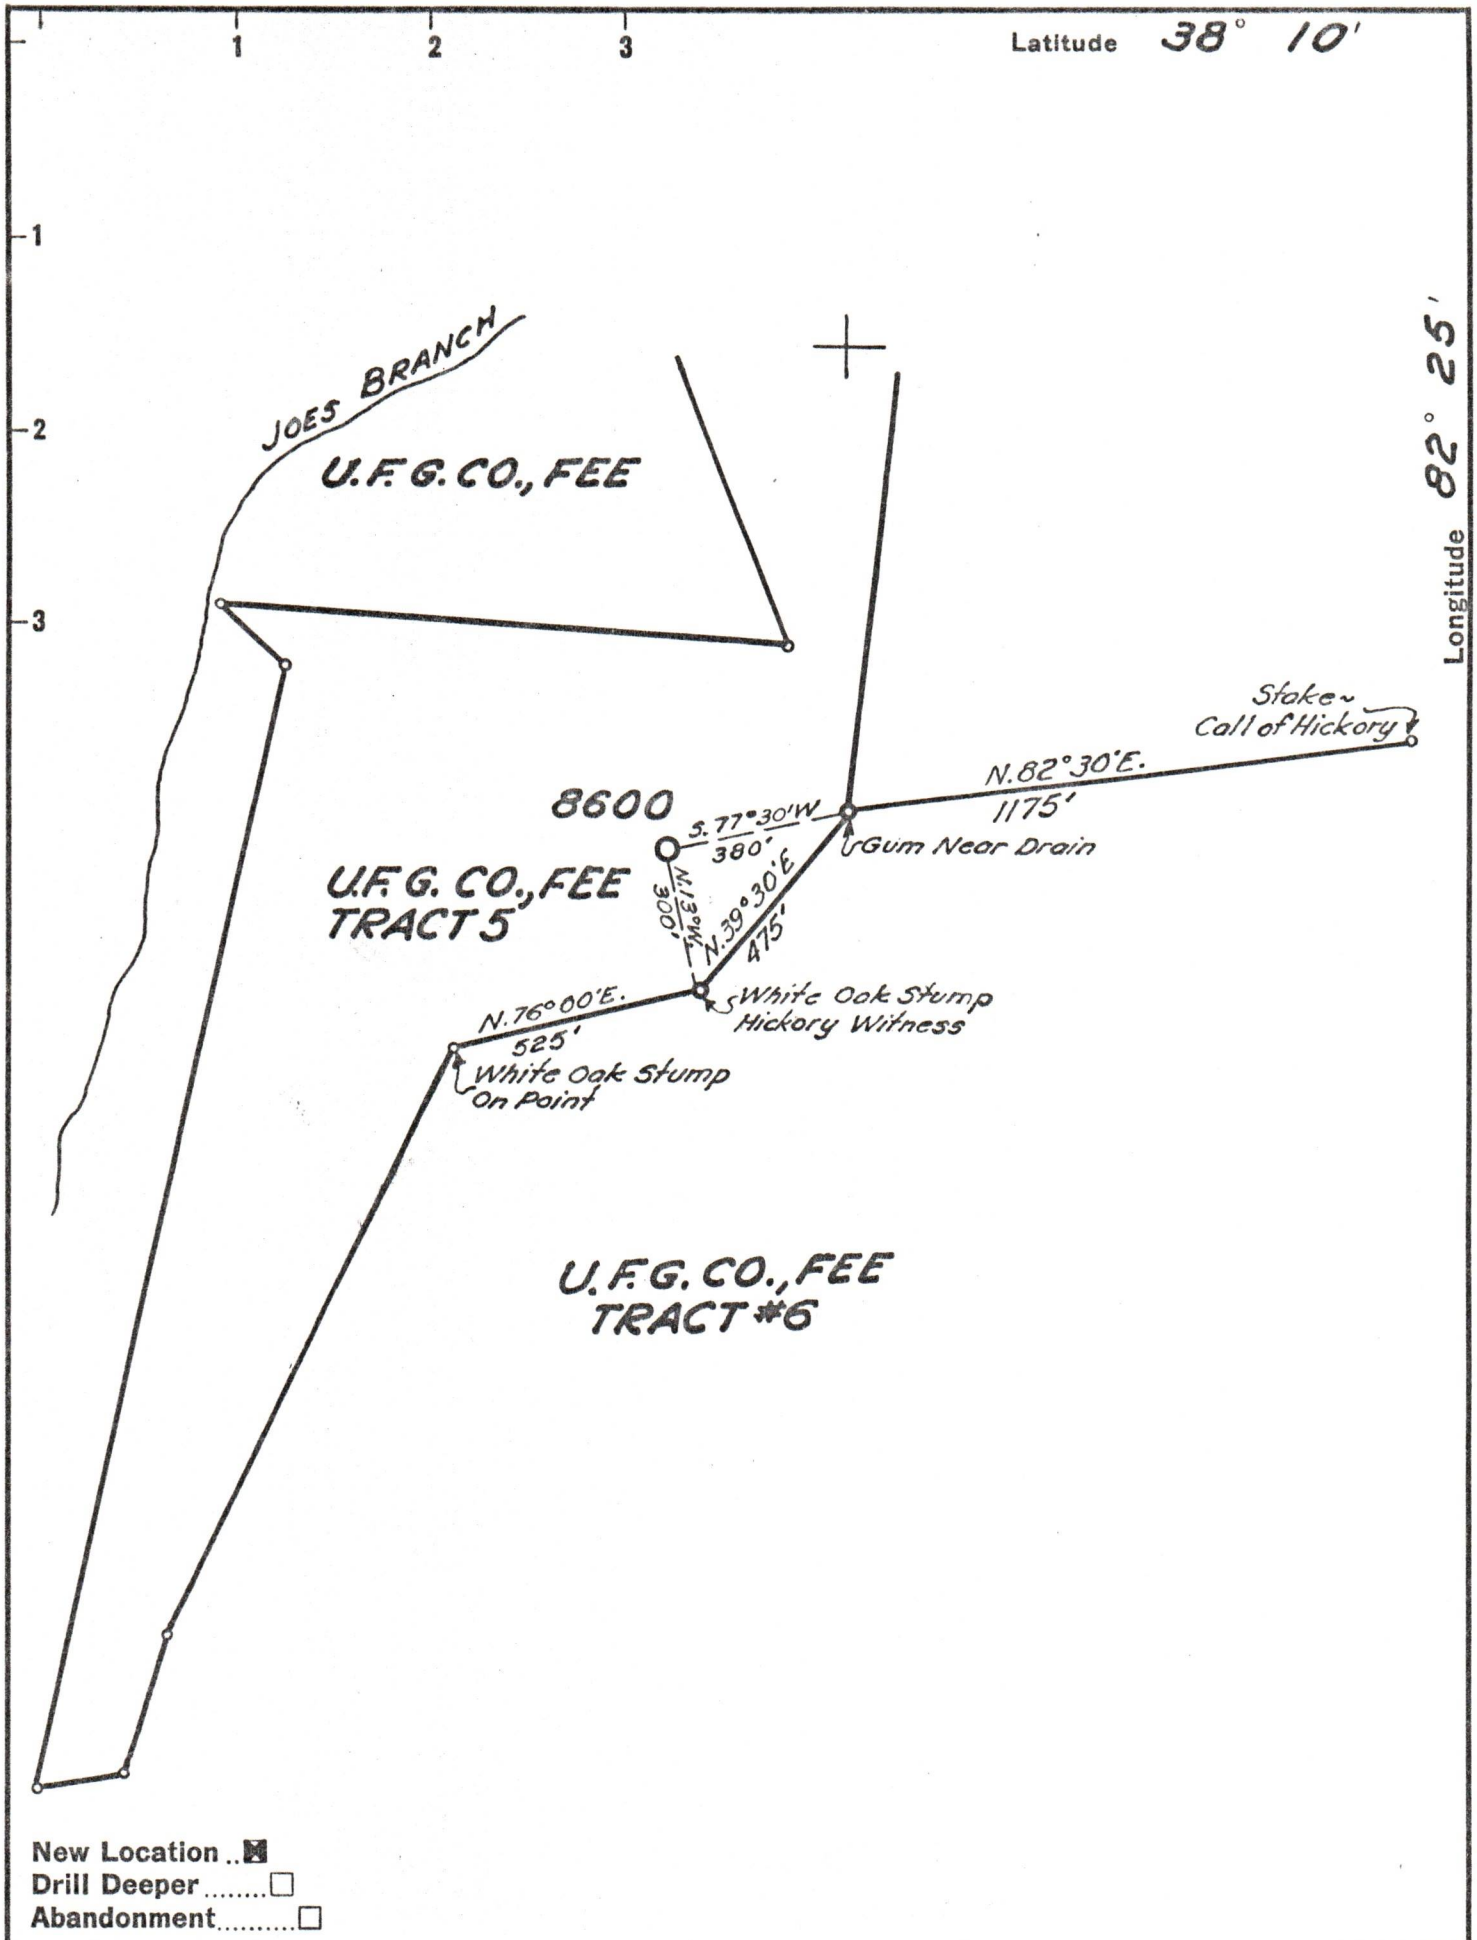 1 2 3
Latitude 38° 10'
1
JOES BRANCH
82° 25'
Longitude
2
U.F.G.CO., FEE
3
Stake~
Call of Hickory
N.82°30'E.
1175'
8600
S.77°30'W
380'
Gum Near Drain
U.F.G. CO., FEE
TRACT 5
N.13°W.
300'
N.39°30'E
475'
N.76°00'E.
525'
White Oak Stump
Hickory Witness
White Oak Stump
On Point
U.F.G. CO., FEE
TRACT #6
New Location ..
Drill Deeper ........
Abandonment..........